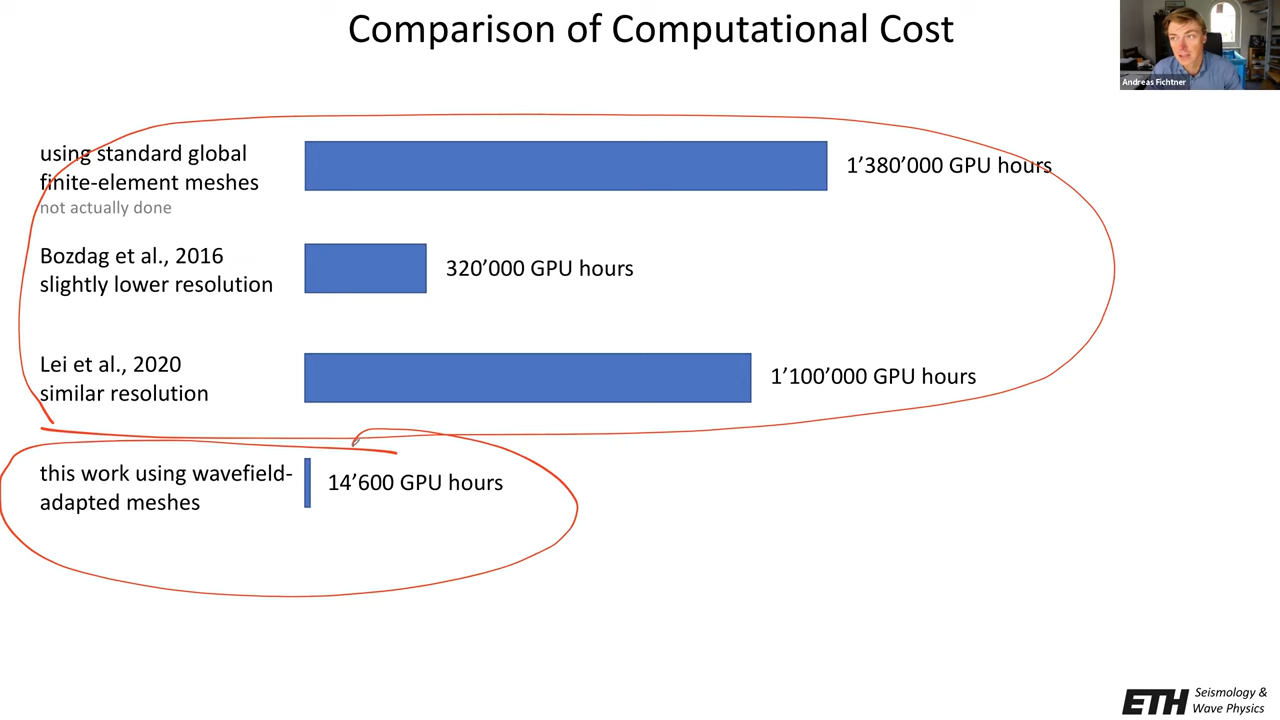 Comparison of Computational Cost
Andreas Fichtner
using standard global
finite-element meshes
not actually done
1’380’000 GPU hours
Bozdag et al., 2016
slightly lower resolution
320’000 GPU hours
Lei et al., 2020
similar resolution
1’100’000 GPU hours
this work using wavefield-
adapted meshes
14’600 GPU hours
ETH
Seismology &
Wave Physics